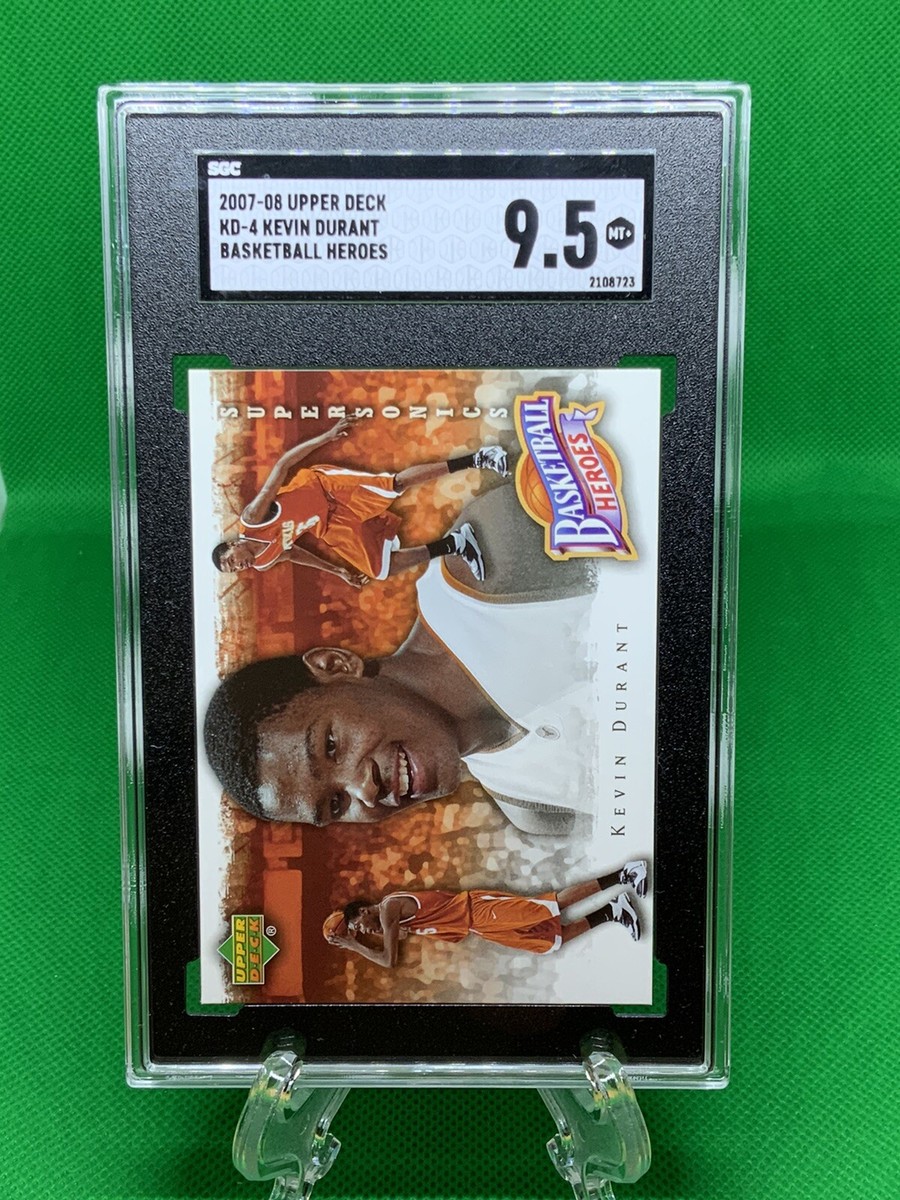 SGC
2007-08 UPPER DECK
KD-4 KEVIN DURANT
BASKETBALL HEROES
9.5
MT+
2108723
SUPERSONICS
BASKETBALL
HEROES
KEVIN DURANT
UPPER
DECK
®